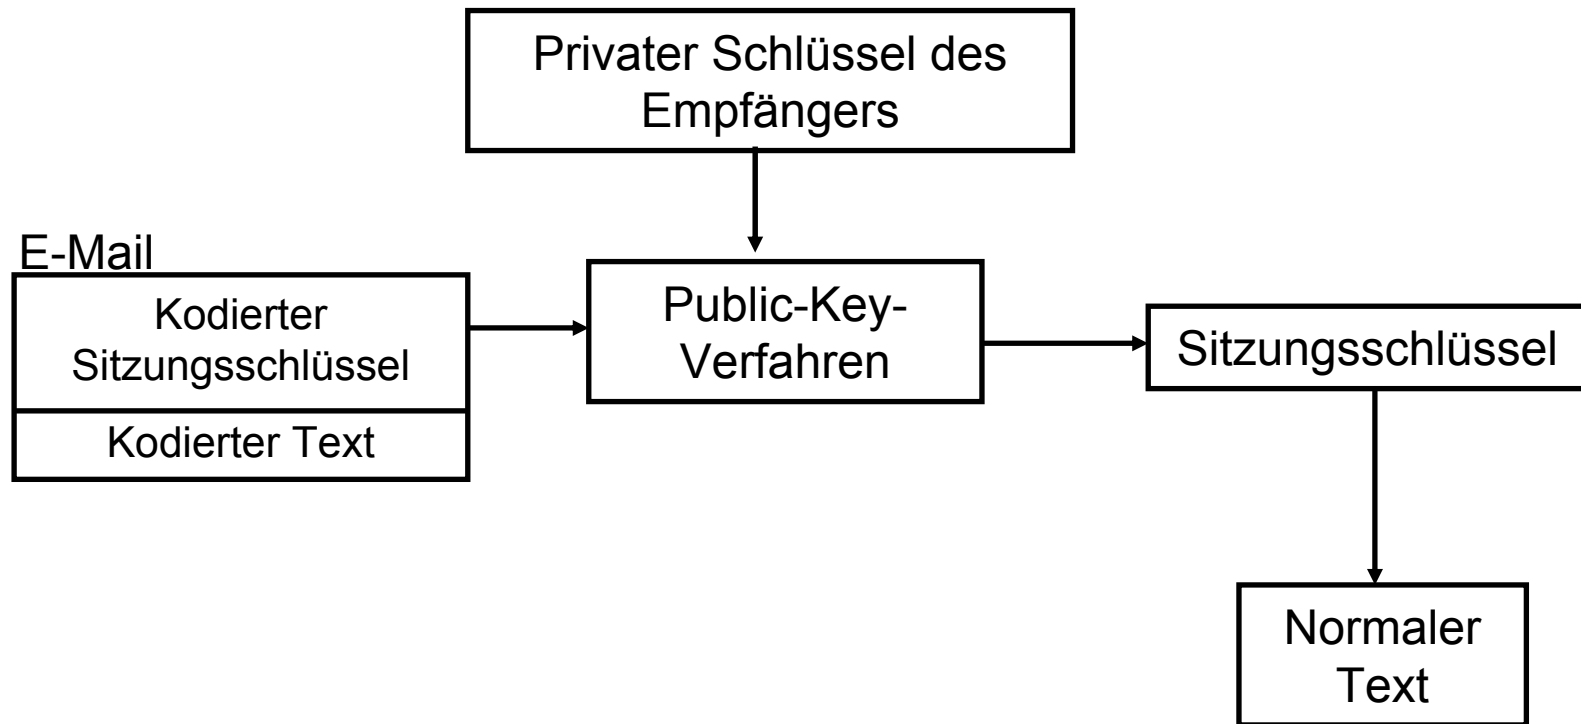 Privater Schlüssel des
Empfängers
E-Mail
Kodierter
Sitzungsschlüssel
Kodierter Text
Public-Key-
Verfahren
Sitzungsschlüssel
Normaler
Text